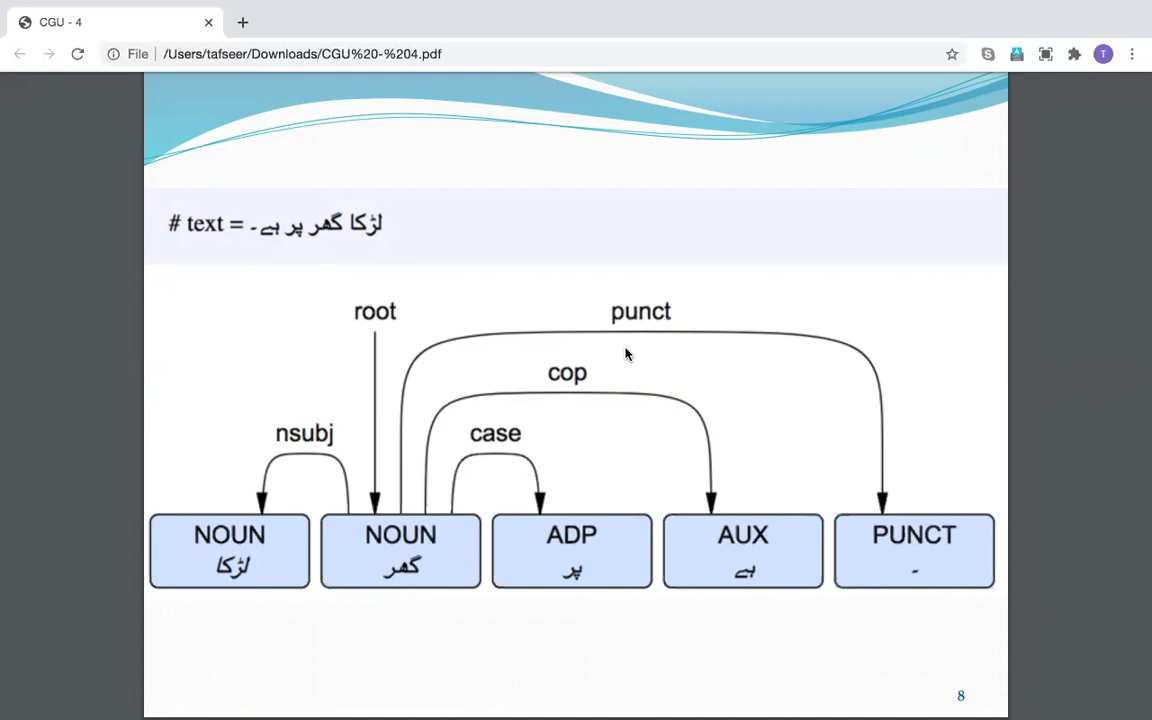 CGU - 4
File /Users/tafseer/Downloads/CGU%20-%204.pdf
T
# text = لڑکا گھر پر ہے ۔
root
punct
cop
nsubj
case
NOUN
لڑکا
NOUN
گھر
ADP
پر
AUX
ہے
PUNCT
۔
8